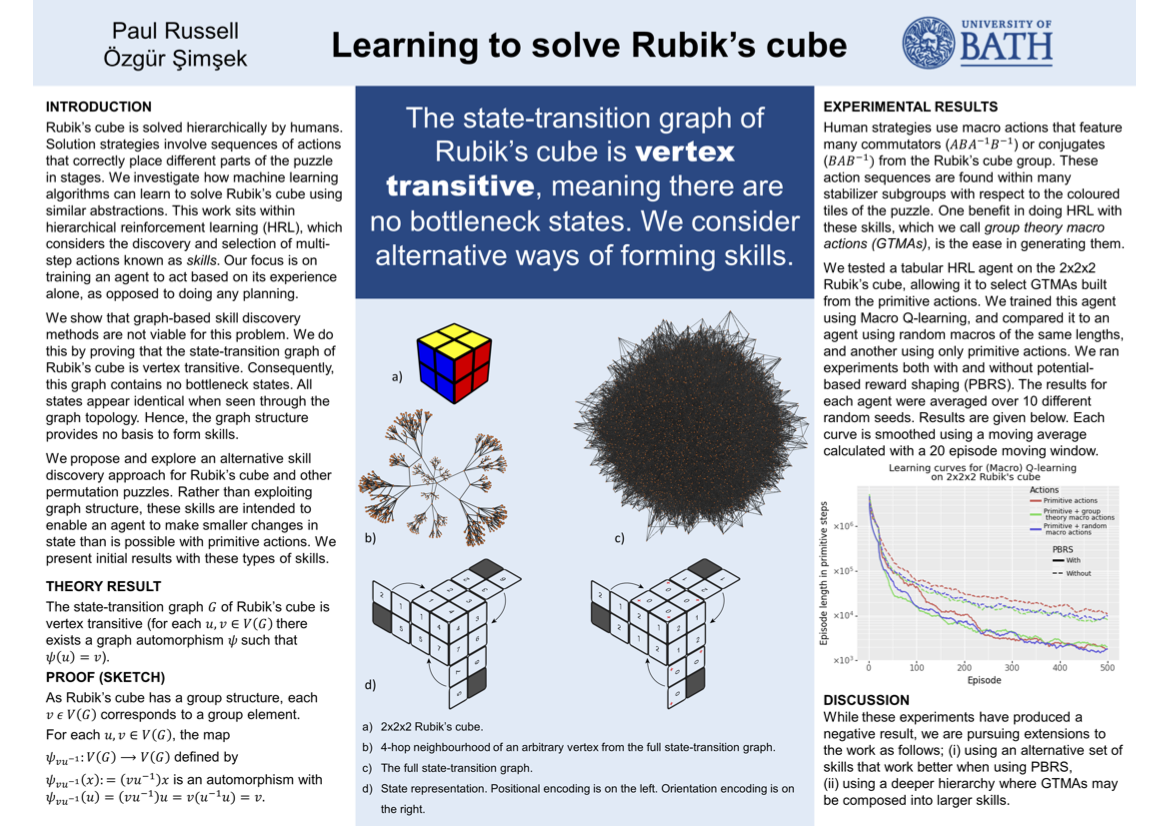 Paul Russell
Özgür Şimşek
Learning to solve Rubik's cube
UNIVERSITY OF
BATH
INTRODUCTION
Rubik's cube is solved hierarchically by humans.
Solution strategies involve sequences of actions
that correctly place different parts of the puzzle
in stages. We investigate how machine learning
algorithms can learn to solve Rubik's cube using
similar abstractions. This work sits within
hierarchical reinforcement learning (HRL), which
considers the discovery and selection of multi-
step actions known as skills. Our focus is on
training an agent to act based on its experience
alone, as opposed to doing any planning.
We show that graph-based skill discovery
methods are not viable for this problem. We do
this by proving that the state-transition graph of
Rubik's cube is vertex transitive. Consequently,
this graph contains no bottleneck states. All
states appear identical when seen through the
graph topology. Hence, the graph structure
provides no basis to form skills.
We propose and explore an alternative skill
discovery approach for Rubik's cube and other
permutation puzzles. Rather than exploiting
graph structure, these skills are intended to
enable an agent to make smaller changes in
state than is possible with primitive actions. We
present initial results with these types of skills.
THEORY RESULT
The state-transition graph G of Rubik's cube is
vertex transitive (for each u, v ∈ V(G) there
exists a graph automorphism ψ such that
ψ(u) = v).
PROOF (SKETCH)
As Rubik's cube has a group structure, each
v ϵ V(G) corresponds to a group element.
For each u, v ∈ V(G), the map
ψ_{vu⁻¹}: V(G) ⟶ V(G) defined by
ψ_{vu⁻¹}(x): = (vu⁻¹)x is an automorphism with
ψ_{vu⁻¹}(u) = (vu⁻¹)u = v(u⁻¹u) = v.
The state-transition graph of
Rubik's cube is vertex
transitive, meaning there are
no bottleneck states. We consider
alternative ways of forming skills.
a)
b)
c)
d)
a) 2x2x2 Rubik's cube.
b) 4-hop neighbourhood of an arbitrary vertex from the full state-transition graph.
c) The full state-transition graph.
d) State representation. Positional encoding is on the left. Orientation encoding is on
the right.
EXPERIMENTAL RESULTS
Human strategies use macro actions that feature
many commutators (ABA⁻¹B⁻¹) or conjugates
(BAB⁻¹) from the Rubik's cube group. These
action sequences are found within many
stabilizer subgroups with respect to the coloured
tiles of the puzzle. One benefit in doing HRL with
these skills, which we call group theory macro
actions (GTMAs), is the ease in generating them.
We tested a tabular HRL agent on the 2x2x2
Rubik's cube, allowing it to select GTMAs built
from the primitive actions. We trained this agent
using Macro Q-learning, and compared it to an
agent using random macros of the same lengths,
and another using only primitive actions. We ran
experiments both with and without potential-
based reward shaping (PBRS). The results for
each agent were averaged over 10 different
random seeds. Results are given below. Each
curve is smoothed using a moving average
calculated with a 20 episode moving window.
Learning curves for (Macro) Q-learning
on 2x2x2 Rubik's cube
Actions
Primitive actions
Primitive + group
theory macro actions
Primitive + random
macro actions
PBRS
With
Without
Episode length in primitive steps
×10⁶
×10⁵
×10⁴
×10³
0 100 200 300 400 500
Episode
DISCUSSION
While these experiments have produced a
negative result, we are pursuing extensions to
the work as follows; (i) using an alternative set of
skills that work better when using PBRS,
(ii) using a deeper hierarchy where GTMAs may
be composed into larger skills.